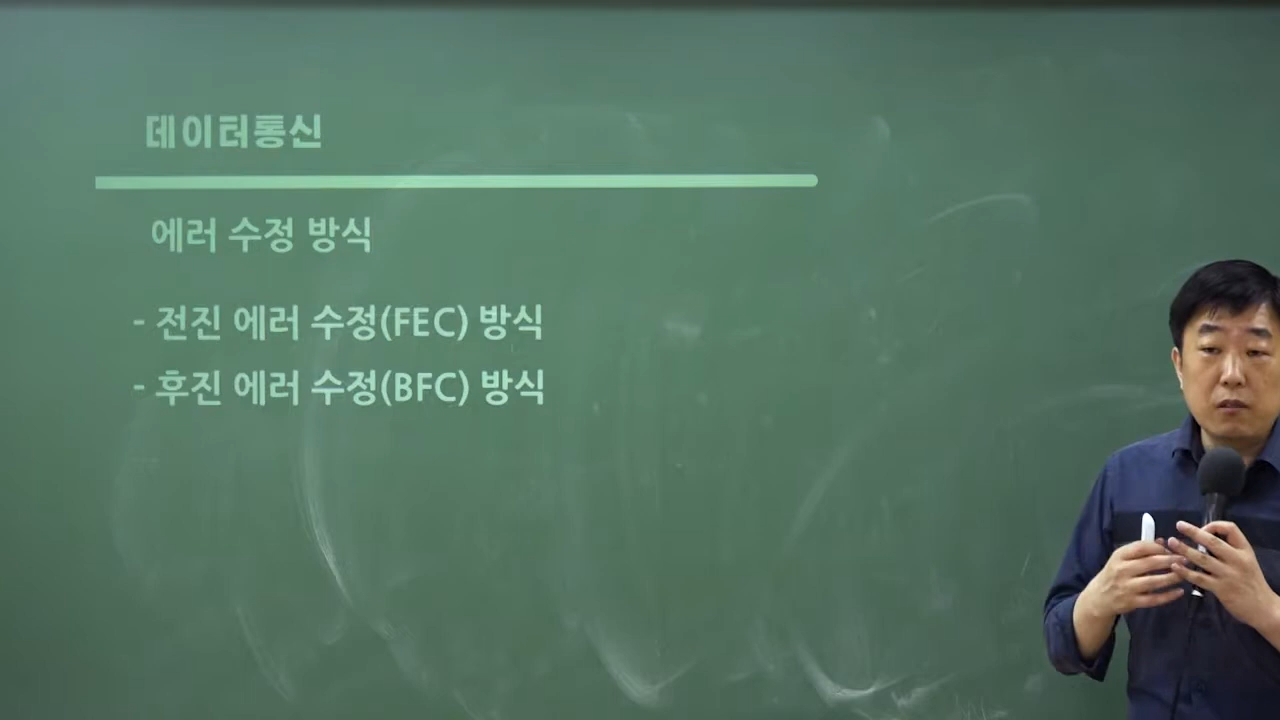 데이터통신
에러 수정 방식
- 전진 에러 수정(FEC) 방식
- 후진 에러 수정(BFC) 방식